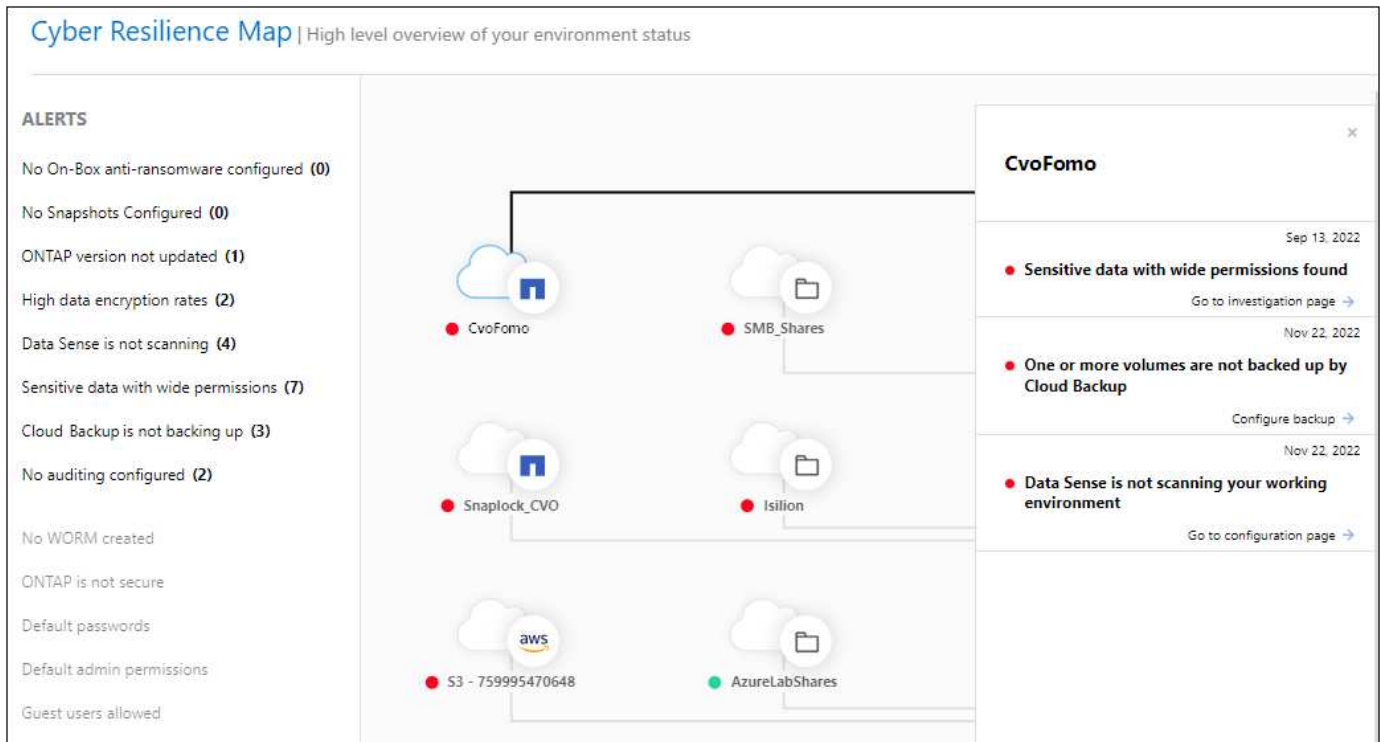 Cyber Resilience Map | High level overview of your environment status
ALERTS
No On-Box anti-ransomware configured (0)
No Snapshots Configured (0)
ONTAP version not updated (1)
High data encryption rates (2)
Data Sense is not scanning (4)
Sensitive data with wide permissions (7)
Cloud Backup is not backing up (3)
No auditing configured (2)
No WORM created
ONTAP is not secure
Default passwords
Default admin permissions
Guest users allowed
CvoFomo
SMB_Shares
Snaplock_CVO
Isilion
aws
S3 - 759995470648
AzureLabShares
×
CvoFomo
Sep 13, 2022
Sensitive data with wide permissions found
Go to investigation page →
Nov 22, 2022
One or more volumes are not backed up by
Cloud Backup
Configure backup →
Nov 22, 2022
Data Sense is not scanning your working
environment
Go to configuration page →